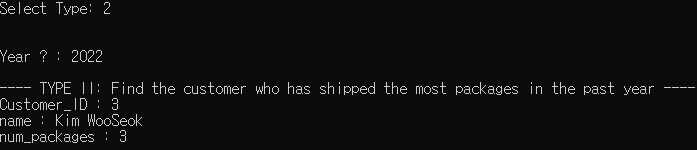 Select Type: 2
Year ? : 2022
---- TYPE II: Find the customer who has shipped the most packages in the past year ----
Customer_ID : 3
name : Kim WooSeok
num_packages : 3